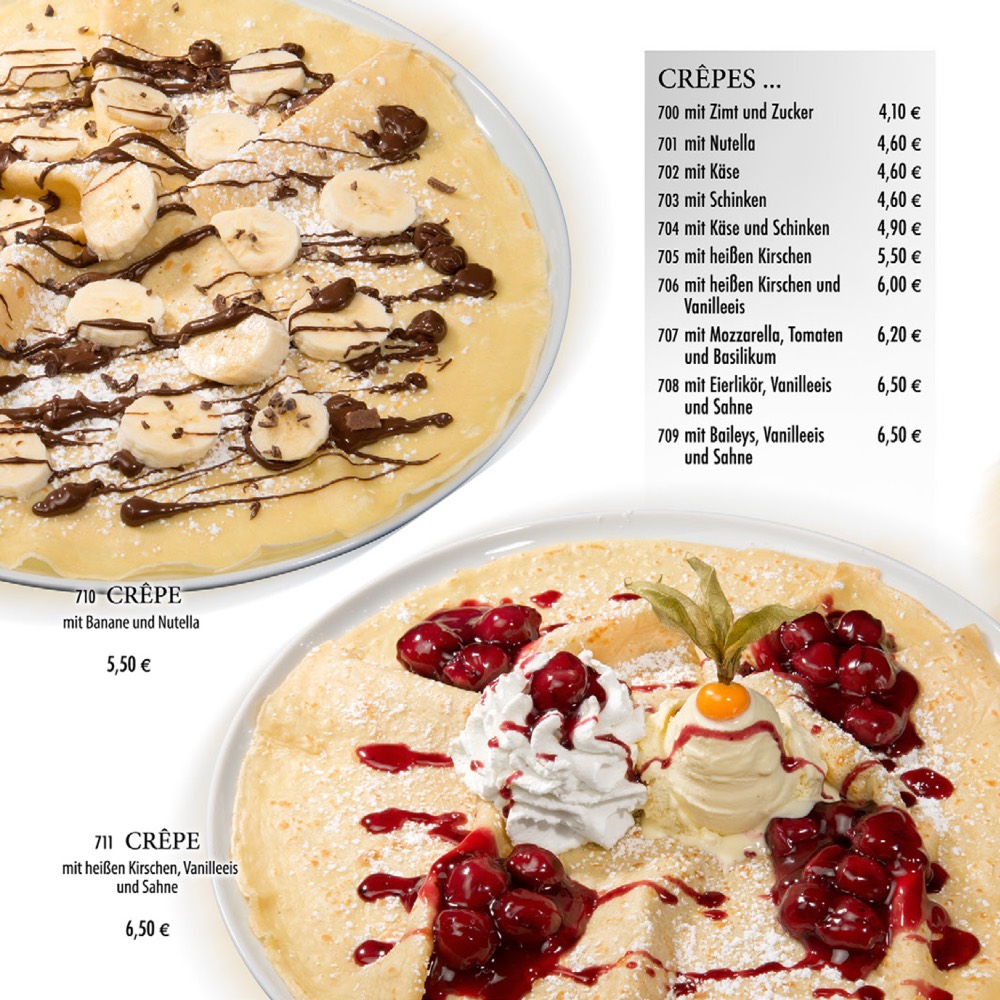 CRÊPES ...
700 mit Zimt und Zucker 4,10 €
701 mit Nutella 4,60 €
702 mit Käse 4,60 €
703 mit Schinken 4,60 €
704 mit Käse und Schinken 4,90 €
705 mit heißen Kirschen 5,50 €
706 mit heißen Kirschen und 6,00 €
Vanilleeis
707 mit Mozzarella, Tomaten 6,20 €
und Basilikum
708 mit Eierlikör, Vanilleeis 6,50 €
und Sahne
709 mit Baileys, Vanilleeis 6,50 €
und Sahne
710 CRÊPE
mit Banane und Nutella
5,50 €
711 CRÊPE
mit heißen Kirschen, Vanilleeis
und Sahne
6,50 €